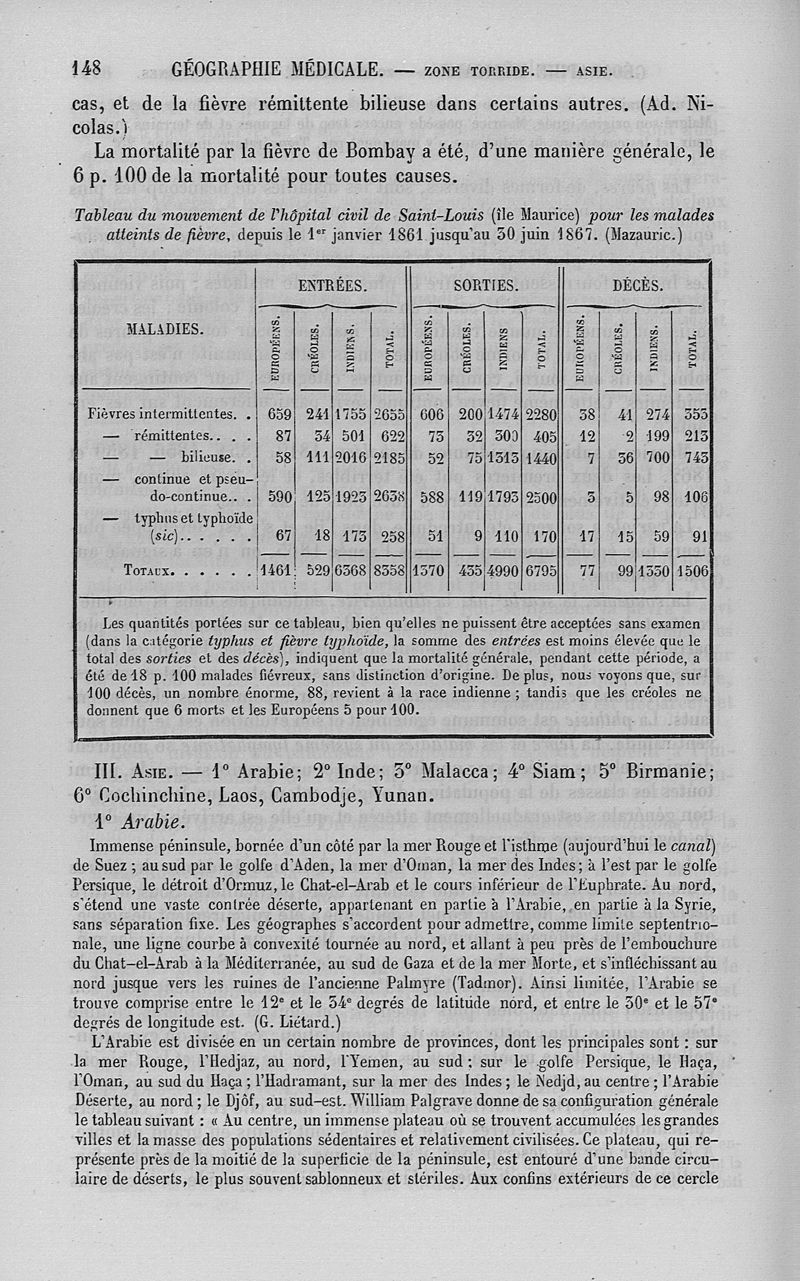 148 GÉOGRAPHIE MÉDICALE. — ZONE TORRIDE. — ASIE.
cas, et de la fièvre rémittente bilieuse dans certains autres. (Ad. Ni-
colas.)
La mortalité par la fièvre de Bombay a été, d'une manière générale, le
6 p. 100 de la mortalité pour toutes causes.
Tableau du mouvement de l'hôpital civil de Saint-Louis (île Maurice) pour les malades
atteints de fièvre, depuis le 1er janvier 1861 jusqu'au 30 juin 1867. (Mazauric.)
MALADIES. ENTRÉES. SORTIES. DÉCÈS.
EUROPÉENS. CRÉOLES. INDIENS. TOTAL. EUROPÉENS. CRÉOLES. INDIENS TOTAL. EUROPÉENS. CRÉOLES. INDIENS. TOTAL.
Fièvres intermittentes. . 659 241 1755 2655 606 200 1474 2280 38 41 274 353
— rémittentes.. . . 87 34 501 622 73 32 300 405 12 2 199 213
— — bilieuse. . 58 111 2016 2185 52 75 1313 1440 7 36 700 743
— continue et pseu-
do-continue.. . 590 125 1923 2638 588 119 1793 2500 3 5 98 106
— typhus et typhoïde
(sic).. . . . . . 67 18 173 258 51 9 110 170 17 15 59 91
TOTAUX. . . . . . 1461 529 6368 8358 1370 435 4990 6795 77 99 1330 1506
Les quantités portées sur ce tableau, bien qu'elles ne puissent être acceptées sans examen
(dans la catégorie typhus et fièvre typhoïde, la somme des entrées est moins élevée que le
total des sorties et des décès), indiquent que la mortalité générale, pendant cette période, a
été de 18 p. 100 malades fiévreux, sans distinction d'origine. De plus, nous voyons que, sur
100 décès, un nombre énorme, 88, revient à la race indienne ; tandis que les créoles ne
donnent que 6 morts et les Européens 5 pour 100.
III. ASIE. — 1° Arabie; 2° Inde; 3° Malacca; 4° Siam; 5° Birmanie;
6° Cochinchine, Laos, Cambodje, Yunan.
1° Arabie.
Immense péninsule, bornée d'un côté par la mer Rouge et l'isthme (aujourd'hui le canal)
de Suez ; au sud par le golfe d'Aden, la mer d'Oman, la mer des Indes; à l'est par le golfe
Persique, le détroit d'Ormuz, le Chat-el-Arab et le cours inférieur de l'Euphrate. Au nord,
s'étend une vaste contrée déserte, appartenant en partie à l'Arabie, en partie à la Syrie,
sans séparation fixe. Les géographes s'accordent pour admettre, comme limite septentrio-
nale, une ligne courbe à convexité tournée au nord, et allant à peu près de l'embouchure
du Chat-el-Arab à la Méditerranée, au sud de Gaza et de la mer Morte, et s'infléchissant au
nord jusque vers les ruines de l'ancienne Palmyre (Tadmor). Ainsi limitée, l'Arabie se
trouve comprise entre le 12e et le 34e degrés de latitude nord, et entre le 30e et le 57e
degrés de longitude est. (G. Liétard.)
L'Arabie est divisée en un certain nombre de provinces, dont les principales sont : sur
la mer Rouge, l'Hedjaz, au nord, l'Yemen, au sud ; sur le golfe Persique, le Haça,
l'Oman, au sud du Haça ; l'Hadramant, sur la mer des Indes ; le Nedjd, au centre ; l'Arabie
Déserte, au nord ; le Djôf, au sud-est. William Palgrave donne de sa configuration générale
le tableau suivant : « Au centre, un immense plateau où se trouvent accumulées les grandes
villes et la masse des populations sédentaires et relativement civilisées. Ce plateau, qui re-
présente près de la moitié de la superficie de la péninsule, est entouré d'une bande circu-
laire de déserts, le plus souvent sablonneux et stériles. Aux confins extérieurs de ce cercle